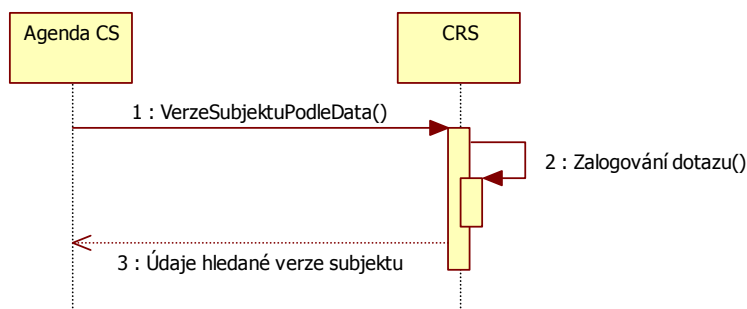 Agenda CS
CRS
1 : VerzeSubjektuPodleData()
2 : Zalogování dotazu()
3 : Údaje hledané verze subjektu